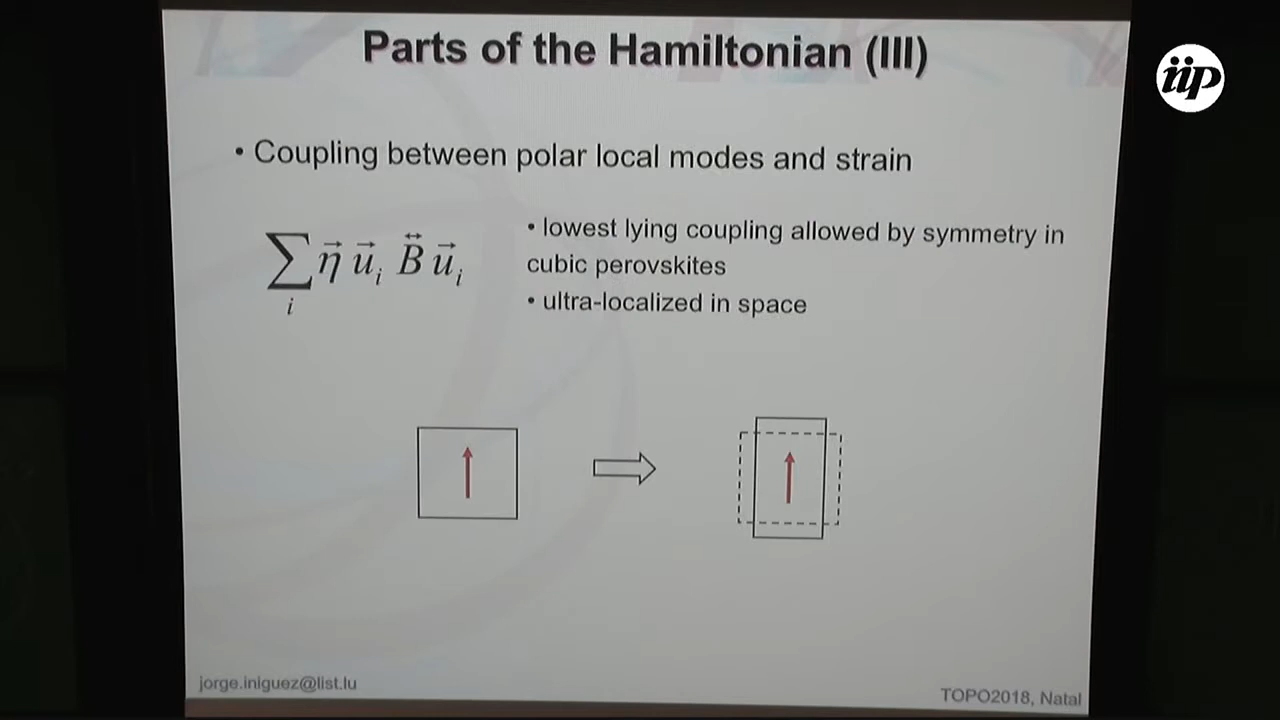 Parts of the Hamiltonian (III)
iip
• Coupling between polar local modes and strain
∑ᵢ η⃗ u⃗ᵢ B⃡ u⃗ᵢ
• lowest lying coupling allowed by symmetry in
cubic perovskites
• ultra-localized in space
jorge.iniguez@list.lu
TOPO2018, Natal